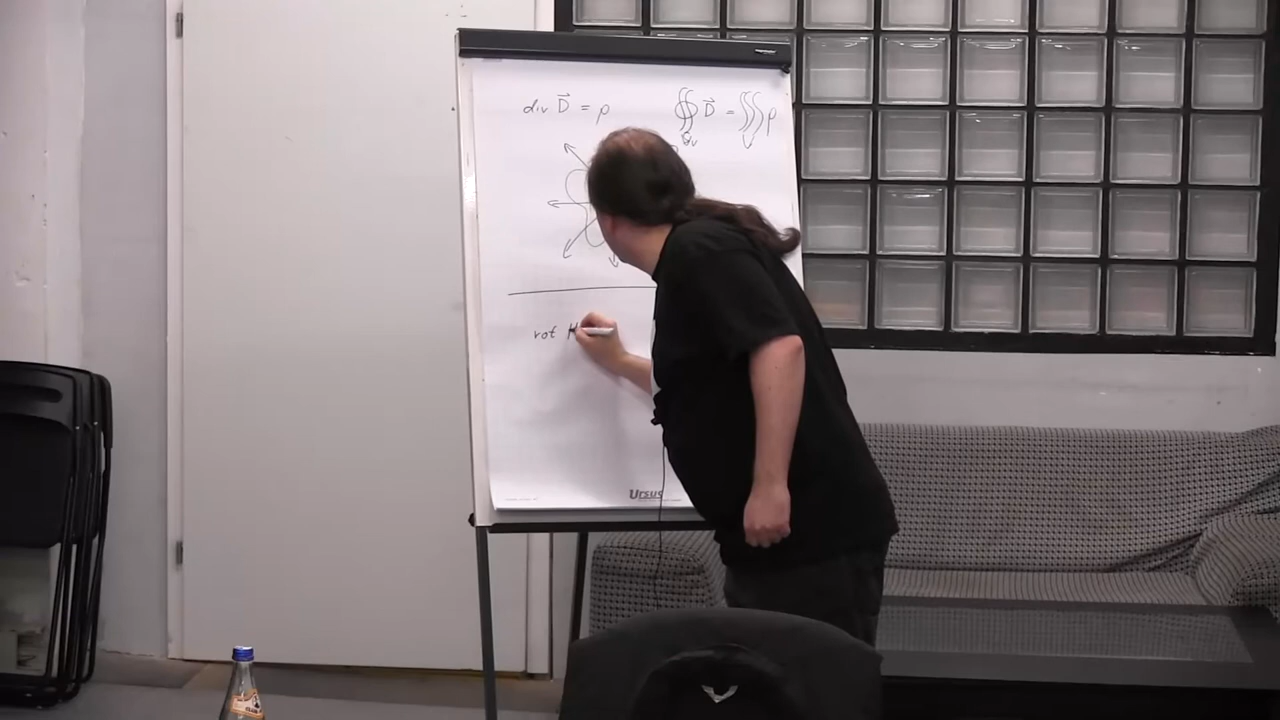 div D⃗ = ρ ∯ D⃗ = ∭ ρ
rot H
Ursus